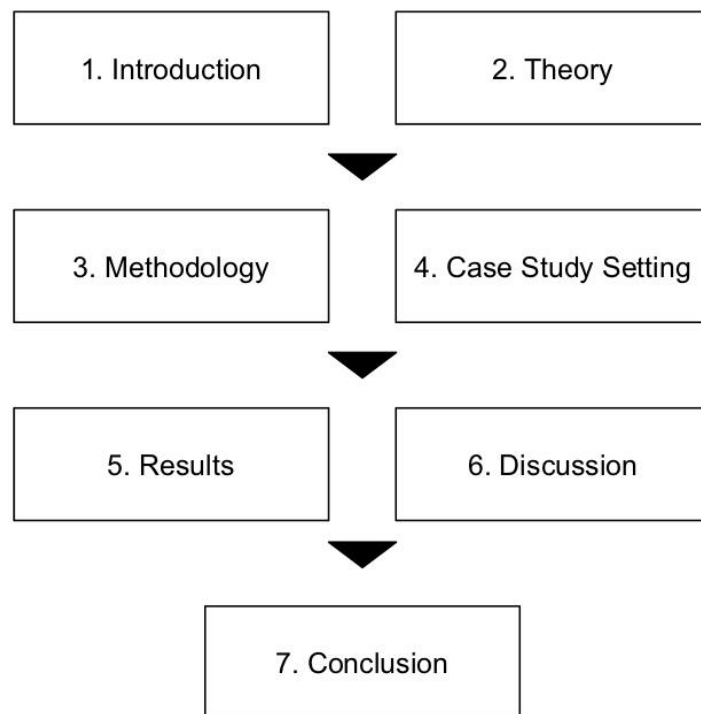 1. Introduction
2. Theory
3. Methodology
4. Case Study Setting
5. Results
6. Discussion
7. Conclusion